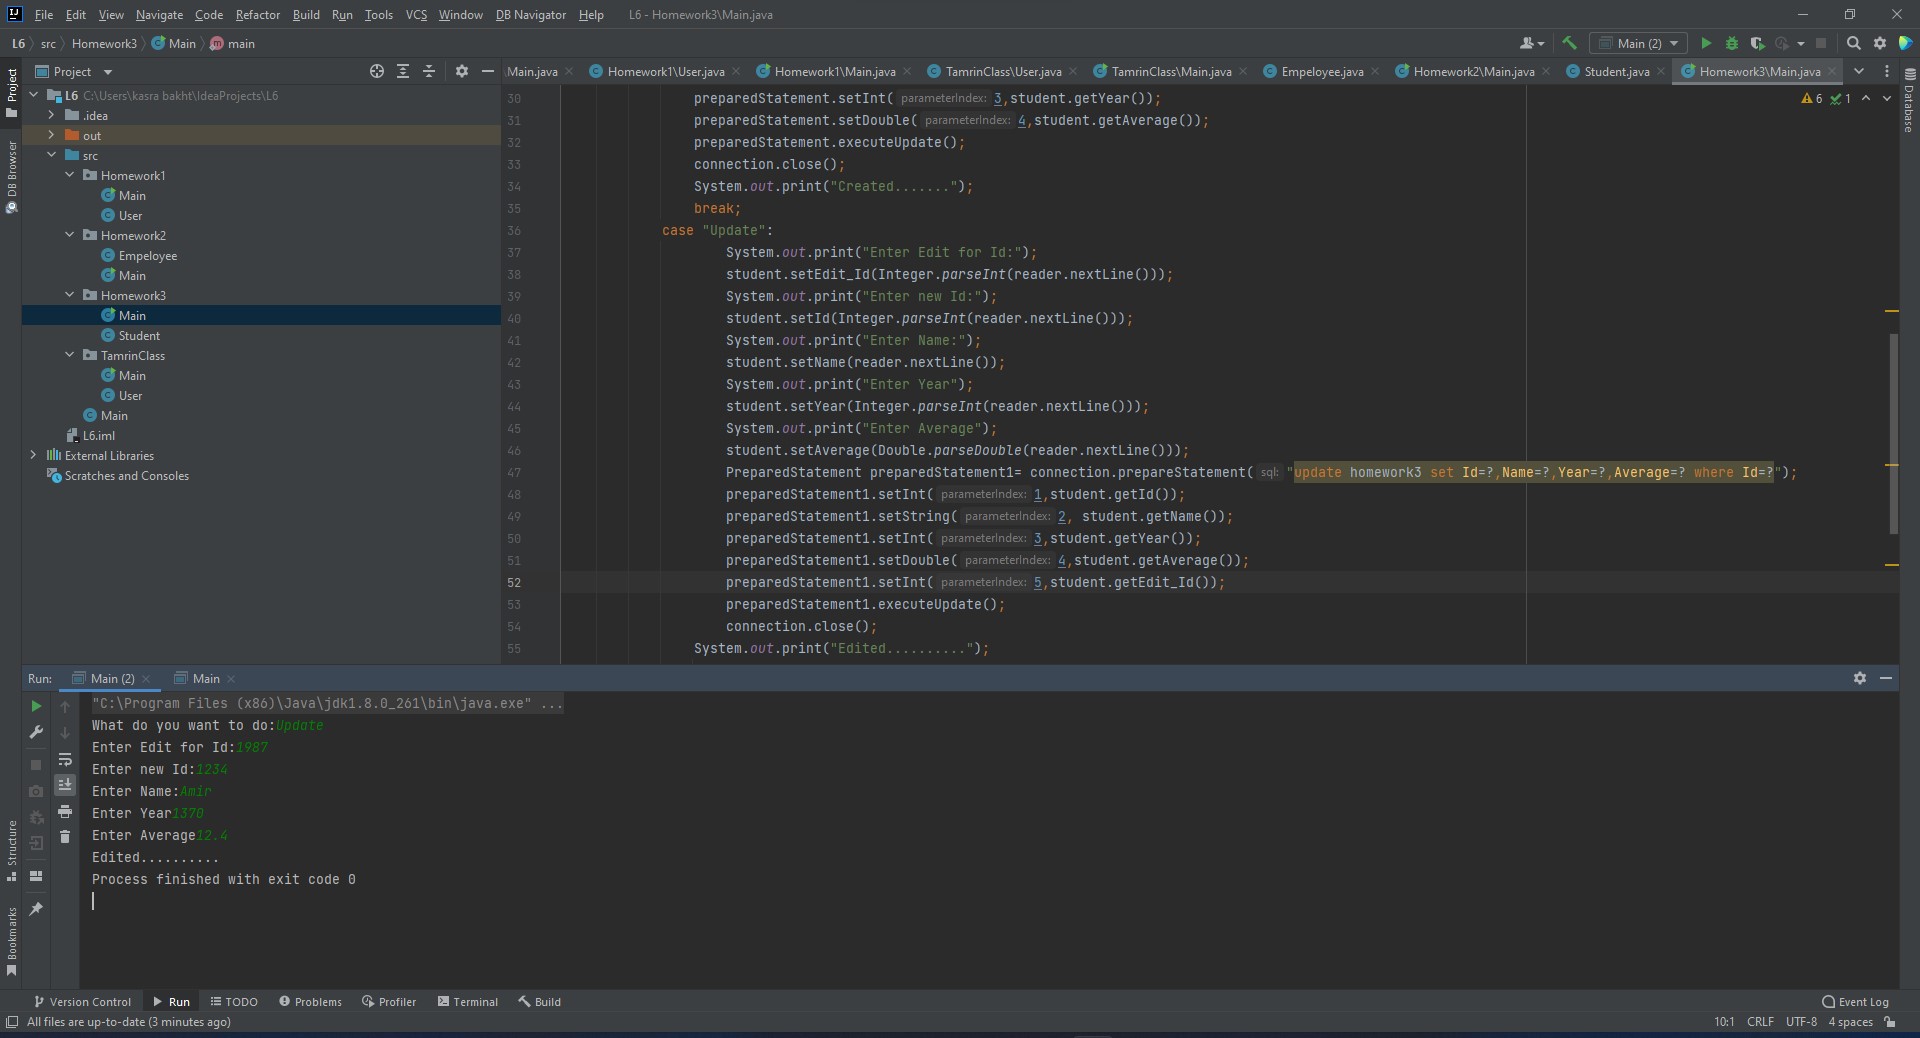 File Edit View Navigate Code Refactor Build Run Tools VCS Window DB Navigator Help L6 - Homework3\Main.java
L6 src Homework3 Main main
Main (2)
Project
Main.java Homework1\User.java Homework1\Main.java TamrinClass\User.java TamrinClass\Main.java Empeloyee.java Homework2\Main.java Student.java Homework3\Main.java
L6 C:\Users\kasra bakht\IdeaProjects\L6
.idea
out
src
Homework1
Main
User
Homework2
Empeloyee
Main
Homework3
Main
Student
TamrinClass
Main
User
Main
L6.iml
External Libraries
Scratches and Consoles
6 1
30 preparedStatement.setInt( parameterIndex: 3,student.getYear());
31 preparedStatement.setDouble( parameterIndex: 4,student.getAverage());
32 preparedStatement.executeUpdate();
33 connection.close();
34 System.out.print("Created.......");
35 break;
36 case "Update":
37 System.out.print("Enter Edit for Id:");
38 student.setEdit_Id(Integer.parseInt(reader.nextLine()));
39 System.out.print("Enter new Id:");
40 student.setId(Integer.parseInt(reader.nextLine()));
41 System.out.print("Enter Name:");
42 student.setName(reader.nextLine());
43 System.out.print("Enter Year");
44 student.setYear(Integer.parseInt(reader.nextLine()));
45 System.out.print("Enter Average");
46 student.setAverage(Double.parseDouble(reader.nextLine()));
47 PreparedStatement preparedStatement1= connection.prepareStatement( sql: "update homework3 set Id=?,Name=?,Year=?,Average=? where Id=?");
48 preparedStatement1.setInt( parameterIndex: 1,student.getId());
49 preparedStatement1.setString( parameterIndex: 2, student.getName());
50 preparedStatement1.setInt( parameterIndex: 3,student.getYear());
51 preparedStatement1.setDouble( parameterIndex: 4,student.getAverage());
52 preparedStatement1.setInt( parameterIndex: 5,student.getEdit_Id());
53 preparedStatement1.executeUpdate();
54 connection.close();
55 System.out.print("Edited..........");
Project
DB Browser
Structure
Bookmarks
Database
Run: Main (2) Main
"C:\Program Files (x86)\Java\jdk1.8.0_261\bin\java.exe" ...
What do you want to do:Update
Enter Edit for Id:1987
Enter new Id:1234
Enter Name:Amir
Enter Year1370
Enter Average12.4
Edited..........
Process finished with exit code 0
Version Control Run TODO Problems Profiler Terminal Build Event Log
All files are up-to-date (3 minutes ago) 10:1 CRLF UTF-8 4 spaces